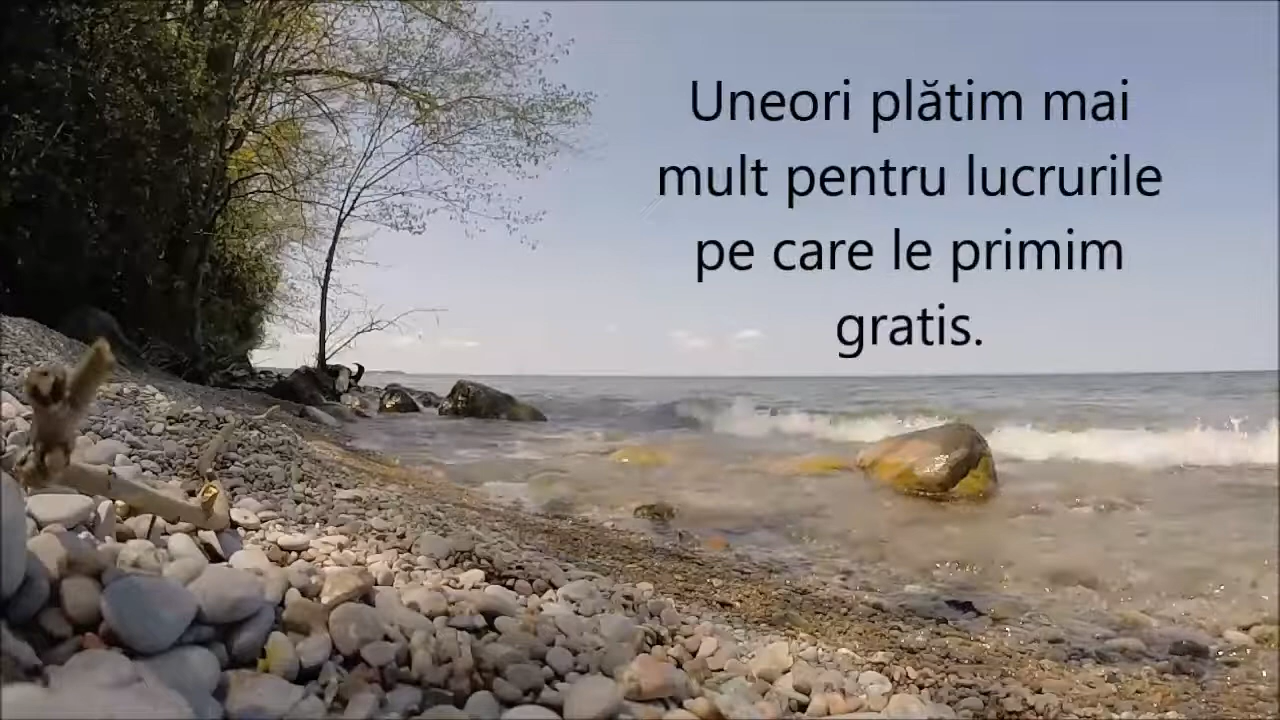 Uneori plătim mai
mult pentru lucrurile
pe care le primim
gratis.